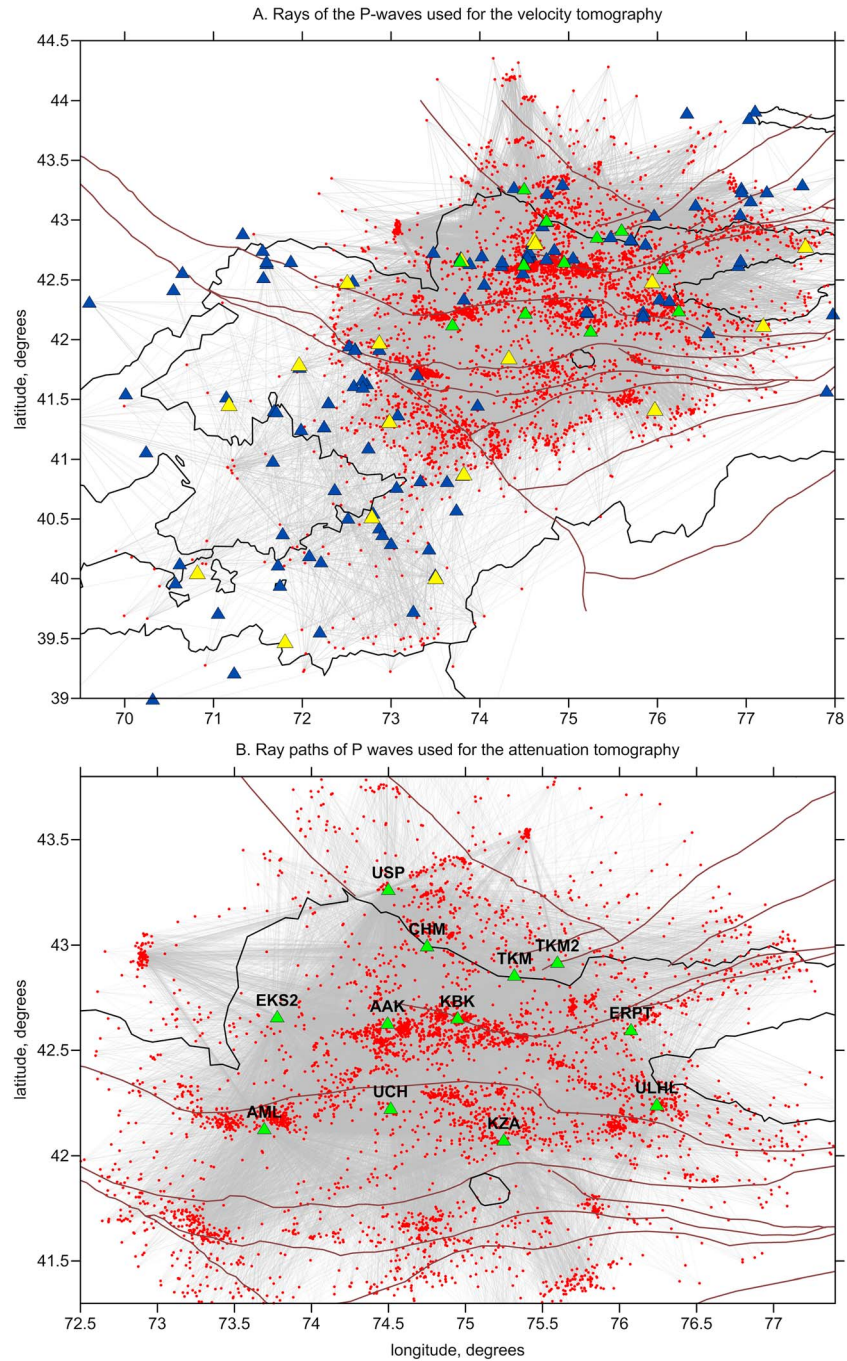 A. Rays of the P-waves used for the velocity tomography
44.5
44
43.5
43
42.5
42
41.5
41
40.5
40
39.5
39
latitude, degrees
70 71 72 73 74 75 76 77 78
B. Ray paths of P waves used for the attenuation tomography
43.5
43
42.5
42
41.5
latitude, degrees
USP
CHM
TKM TKM2
EKS2 AAK KBK ERPT
AML UCH KZA ULHL
72.5 73 73.5 74 74.5 75 75.5 76 76.5 77
longitude, degrees